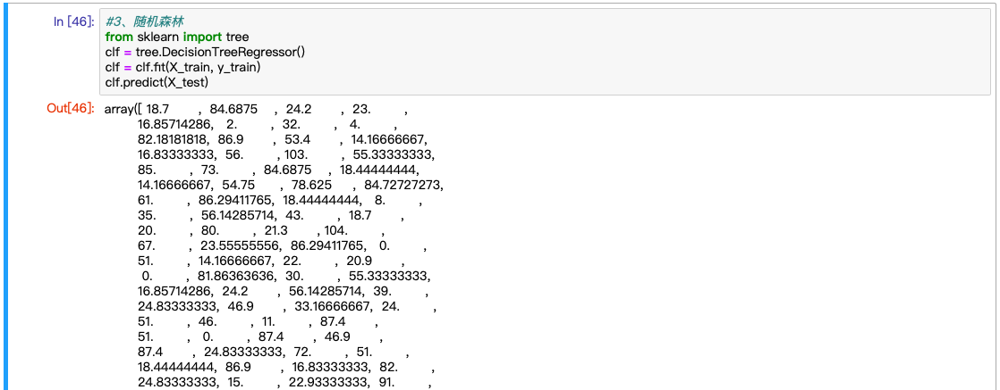 In [46]: #3、随机森林
from sklearn import tree
clf = tree.DecisionTreeRegressor()
clf = clf.fit(X_train, y_train)
clf.predict(X_test)
Out[46]: array([ 18.7       ,  84.6875    ,  24.2       ,  23.        ,
16.85714286,   2.        ,  32.        ,   4.        ,
82.18181818,  86.9       ,  53.4       ,  14.16666667,
16.83333333,  56.        , 103.        ,  55.33333333,
85.        ,  73.        ,  84.6875    ,  18.44444444,
14.16666667,  54.75      ,  78.625     ,  84.72727273,
61.        ,  86.29411765,  18.44444444,   8.        ,
35.        ,  56.14285714,  43.        ,  18.7       ,
20.        ,  80.        ,  21.3       , 104.        ,
67.        ,  23.55555556,  86.29411765,   0.        ,
51.        ,  14.16666667,  22.        ,  20.9       ,
0.        ,  81.86363636,  30.        ,  55.33333333,
16.85714286,  24.2       ,  56.14285714,  39.        ,
24.83333333,  46.9       ,  33.16666667,  24.        ,
51.        ,  46.        ,  11.        ,  87.4       ,
51.        ,   0.        ,  87.4       ,  46.9       ,
87.4       ,  24.83333333,  72.        ,  51.        ,
18.44444444,  86.9       ,  16.83333333,  82.        ,
24.83333333,  15.        ,  22.93333333,  91.        ,